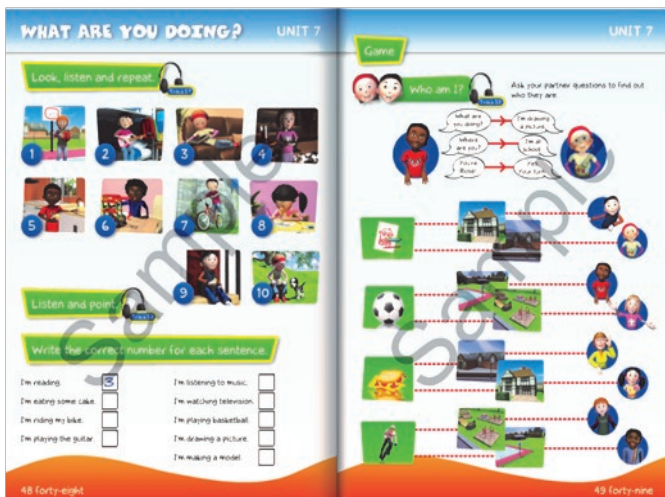 WHAT ARE YOU DOING?
UNIT 7
Look, listen and repeat.
1
2
3
4
5
6
7
8
9
10
Listen and point.
Write the correct number for each sentence.
I'm reading. 3
I'm eating some cake.
I'm riding my bike.
I'm playing the guitar.
I'm listening to music.
I'm watching television.
I'm playing basketball.
I'm drawing a picture.
I'm making a model.
48 forty-eight
UNIT 7
Game
Who am I?
Ask your partner questions to find out
who they are.
What are
you doing?
I'm drawing
a picture.
Where
are you?
I'm at
school.
You're
Yes.
Your turn.
49 forty-nine
Sample
Sample